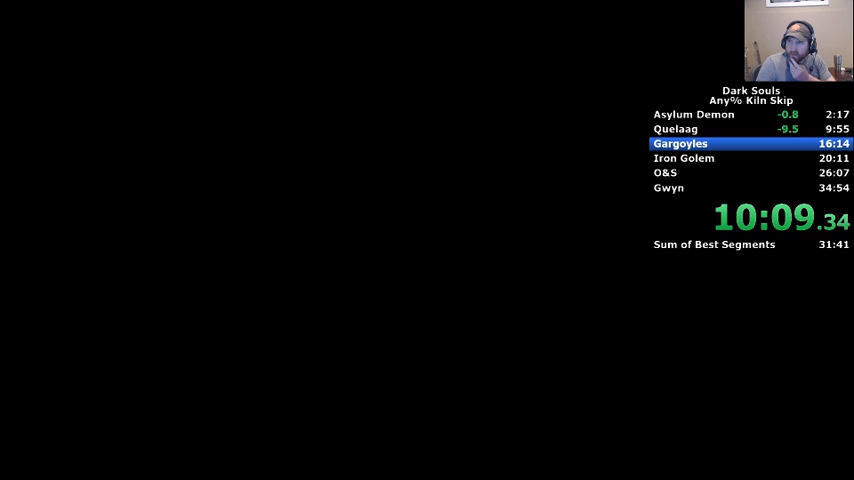 Dark Souls
Any% Kiln Skip
Asylum Demon -0.8 2:17
Quelaag -9.5 9:55
Gargoyles 16:14
Iron Golem 20:11
O&S 26:07
Gwyn 34:54
10:09.34
Sum of Best Segments 31:41